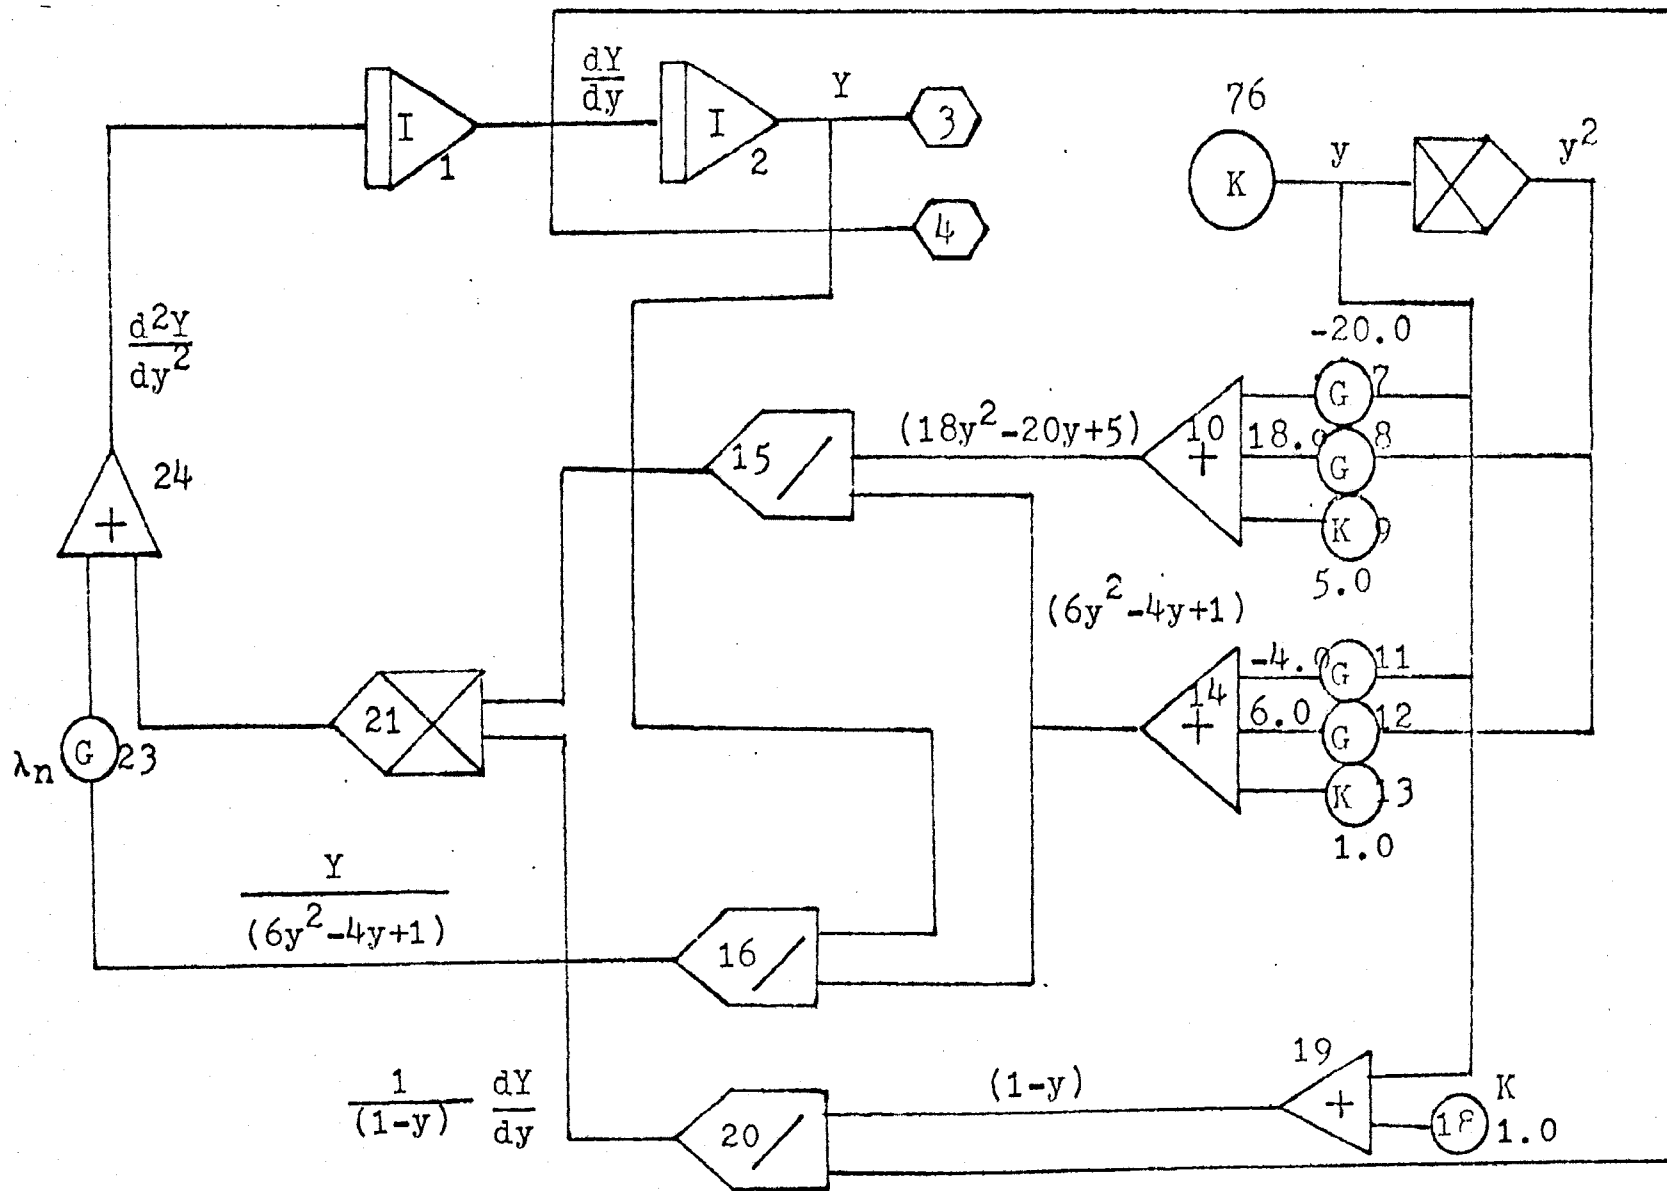 dY
dy
I
1
I
2
Y
3
4
76
K
y
y²
d²Y
dy²
24
+
-20.0
G 7
10
+
18.
G 8
K 9
5.0
(18y²-20y+5)
15 /
(6y²-4y+1)
-4.0
G 11
14
+
6.0
G 12
K 13
1.0
21
λn G 23
Y
(6y²-4y+1)
16 /
1
(1-y)
dY
dy
20 /
(1-y)
19
+
K
18 1.0